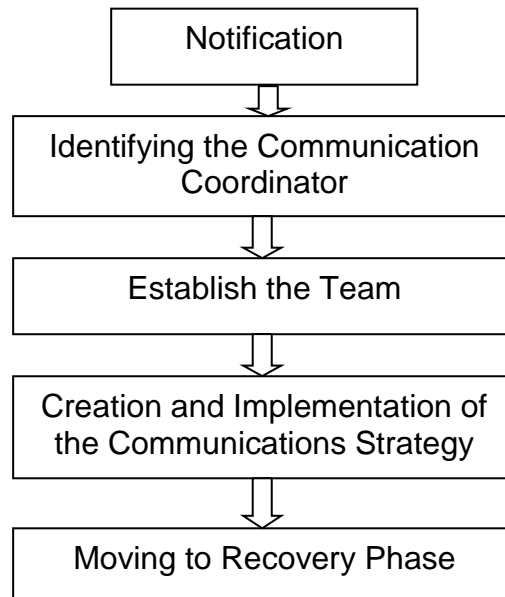 Notification
Identifying the Communication
Coordinator
Establish the Team
Creation and Implementation of
the Communications Strategy
Moving to Recovery Phase